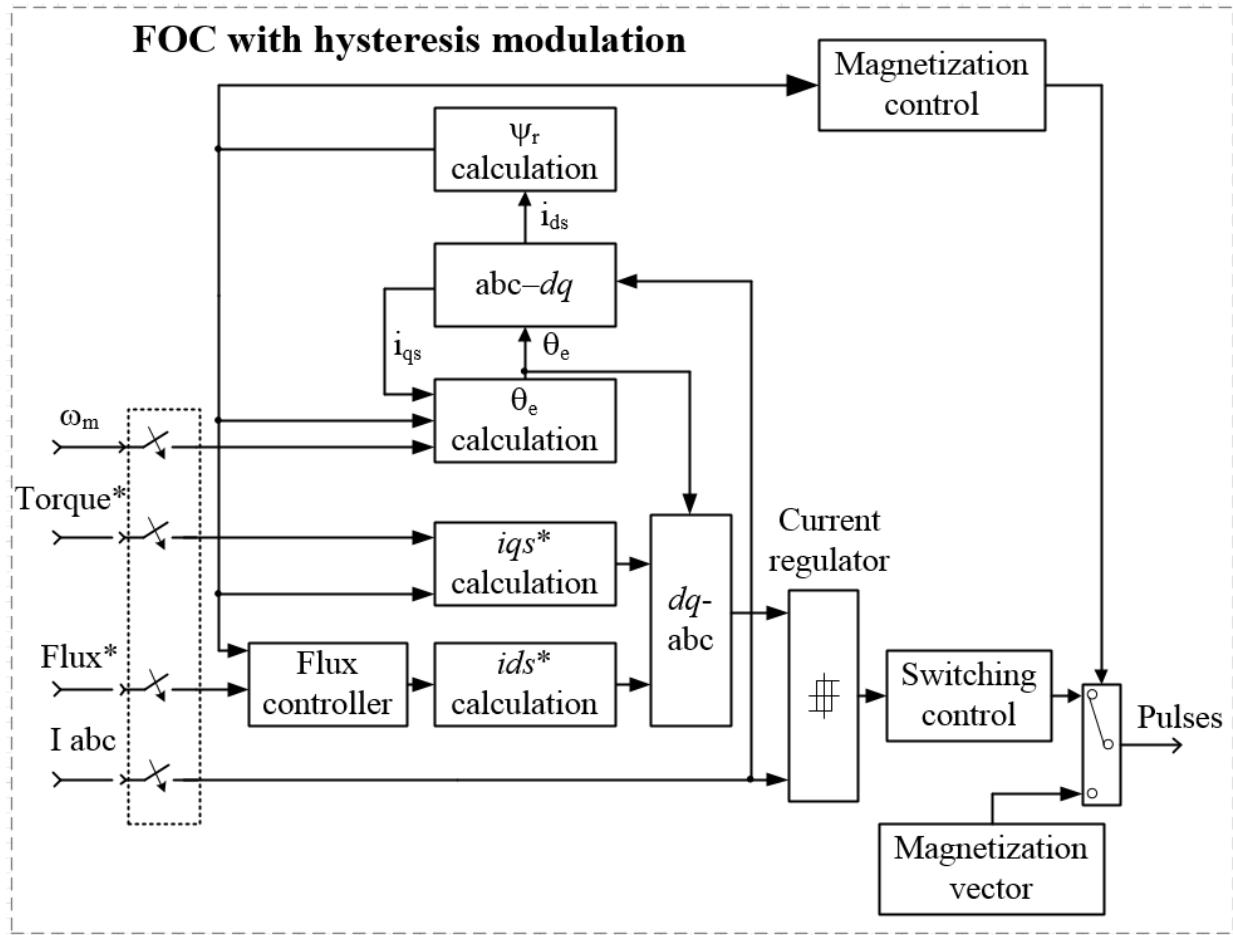 FOC with hysteresis modulation
Magnetization
control
ψr
calculation
ids
abc–dq
iqs
θe
θe
calculation
ωm
Torque*
iqs*
calculation
Current
regulator
dq-
abc
Flux*
Flux
controller
ids*
calculation
Switching
control
Pulses
I abc
Magnetization
vector